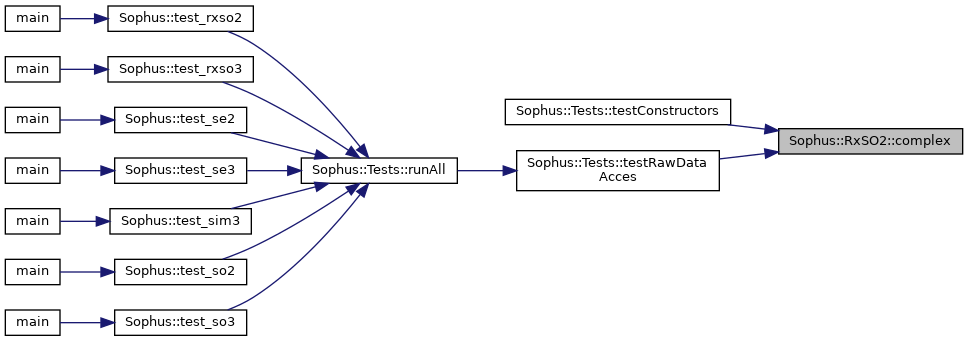 main
Sophus::test_rxso2
main
Sophus::test_rxso3
main
Sophus::test_se2
main
Sophus::test_se3
main
Sophus::test_sim3
main
Sophus::test_so2
main
Sophus::test_so3
Sophus::Tests::runAll
Sophus::Tests::testConstructors
Sophus::Tests::testRawData
Acces
Sophus::RxSO2::complex